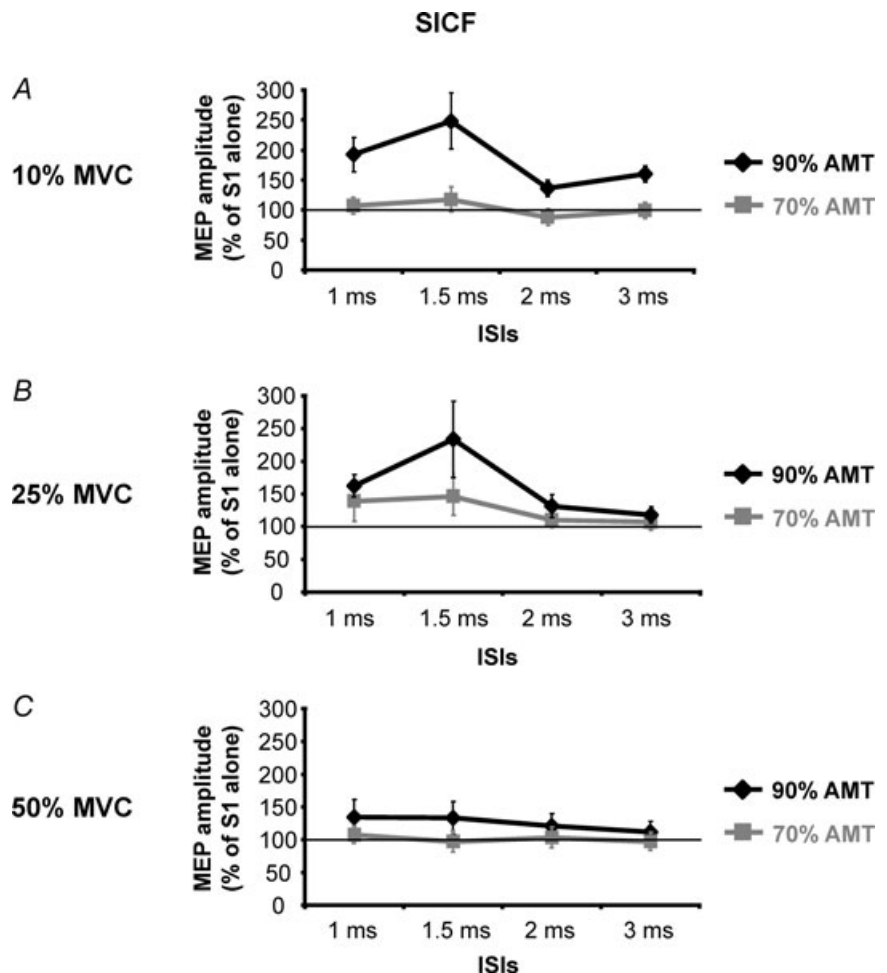 SICF
A
10% MVC
MEP amplitude
(% of S1 alone)
300
250
200
150
100
50
0
1 ms 1.5 ms 2 ms 3 ms
ISIs
90% AMT
70% AMT
B
25% MVC
MEP amplitude
(% of S1 alone)
300
250
200
150
100
50
0
1 ms 1.5 ms 2 ms 3 ms
ISIs
90% AMT
70% AMT
C
50% MVC
MEP amplitude
(% of S1 alone)
300
250
200
150
100
50
0
1 ms 1.5 ms 2 ms 3 ms
ISIs
90% AMT
70% AMT